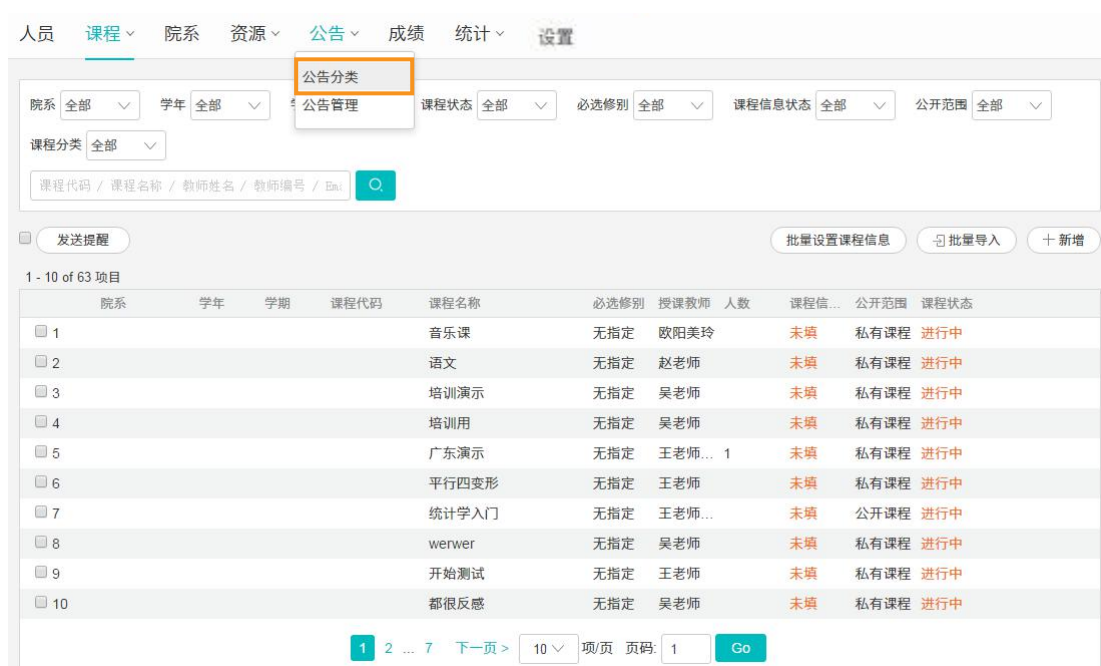 人员 课程 院系 资源 公告 成绩 统计 设置
公告分类
公告管理
院系 全部 学年 全部 课程状态 全部 必选修别 全部 课程信息状态 全部 公开范围 全部
课程分类 全部
课程代码 / 课程名称 / 教师姓名 / 教师编号 /
发送提醒 批量设置课程信息 批量导入 新增
1 - 10 of 63 项目
院系 学年 学期 课程代码 课程名称 必选修别 授课教师 人数 课程信... 公开范围 课程状态
1 音乐课 无指定 欧阳美玲 未填 私有课程 进行中
2 语文 无指定 赵老师 未填 私有课程 进行中
3 培训演示 无指定 吴老师 未填 私有课程 进行中
4 培训用 无指定 吴老师 未填 私有课程 进行中
5 广东演示 无指定 王老师... 1 未填 私有课程 进行中
6 平行四变形 无指定 王老师 未填 私有课程 进行中
7 统计学入门 无指定 王老师... 未填 公开课程 进行中
8 werwer 无指定 吴老师 未填 私有课程 进行中
9 开始测试 无指定 王老师 未填 私有课程 进行中
10 都很反感 无指定 吴老师 未填 私有课程 进行中
1 2 ... 7 下一页 > 10 项/页 页码: 1 Go